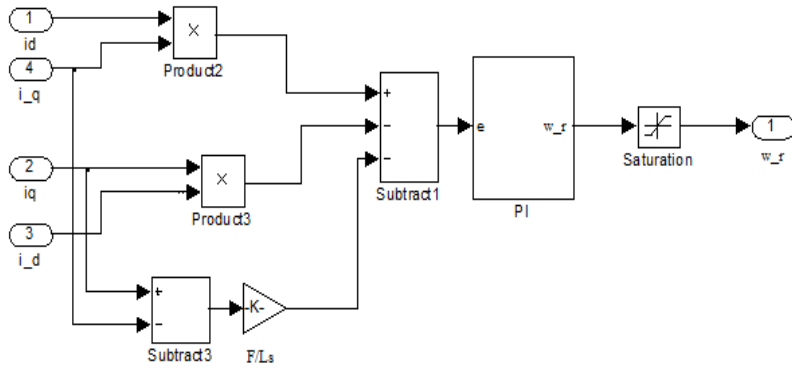 1
id
×
Product2
4
i_q
+
−
−
Subtract1
e
w_r
PI
Saturation
1
w_r
2
iq
×
Product3
3
i_d
+
−
Subtract3
-K-
F/Ls